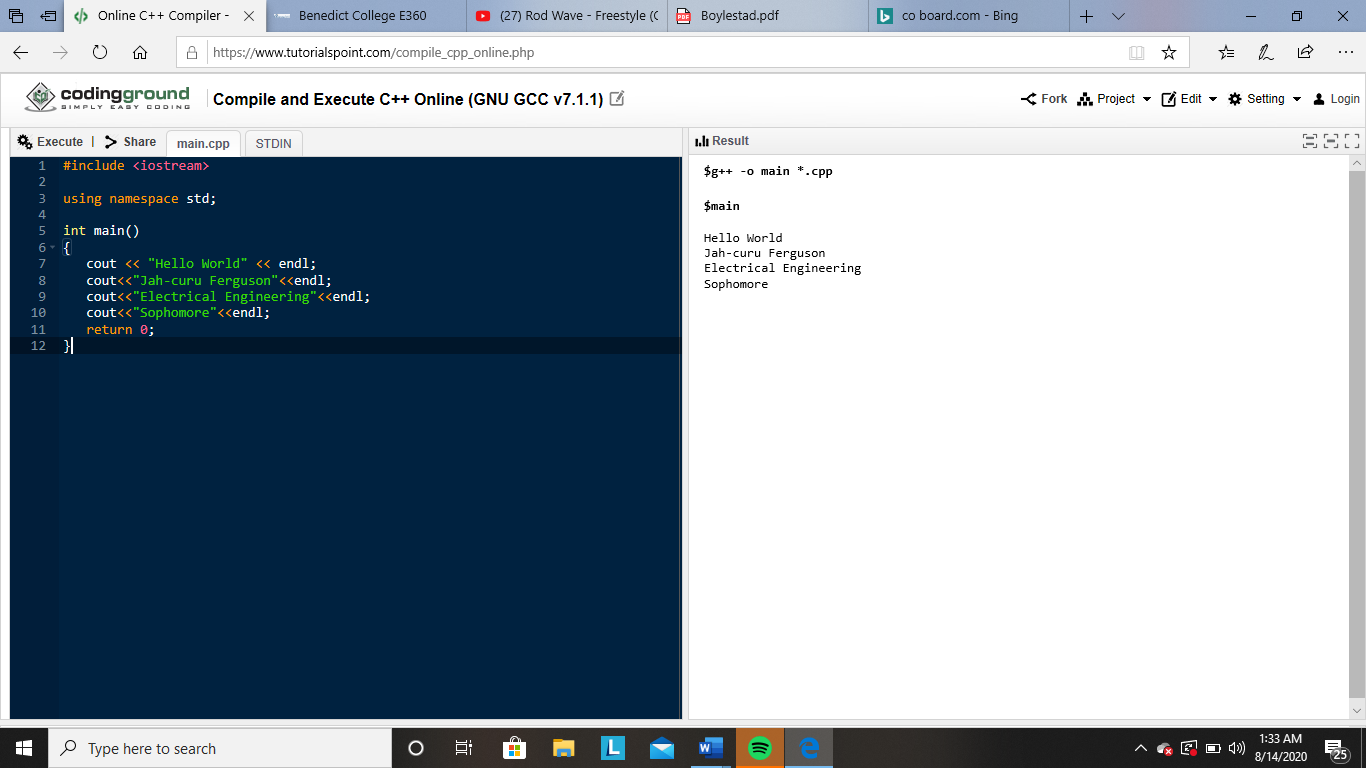 Online C++ Compiler -
Benedict College E360
(27) Rod Wave - Freestyle (O
Boylestad.pdf
co board.com - Bing
https://www.tutorialspoint.com/compile_cpp_online.php
codingground
SIMPLY EASY CODING
Compile and Execute C++ Online (GNU GCC v7.1.1)
Fork
Project
Edit
Setting
Login
Execute | Share
main.cpp
STDIN
Result
1 #include <iostream>
2
3 using namespace std;
4
5 int main()
6 {
7 cout << "Hello World" << endl;
8 cout<<"Jah-curu Ferguson"<<endl;
9 cout<<"Electrical Engineering"<<endl;
10 cout<<"Sophomore"<<endl;
11 return 0;
12 }
$g++ -o main *.cpp
$main
Hello World
Jah-curu Ferguson
Electrical Engineering
Sophomore
Type here to search
1:33 AM
8/14/2020
25